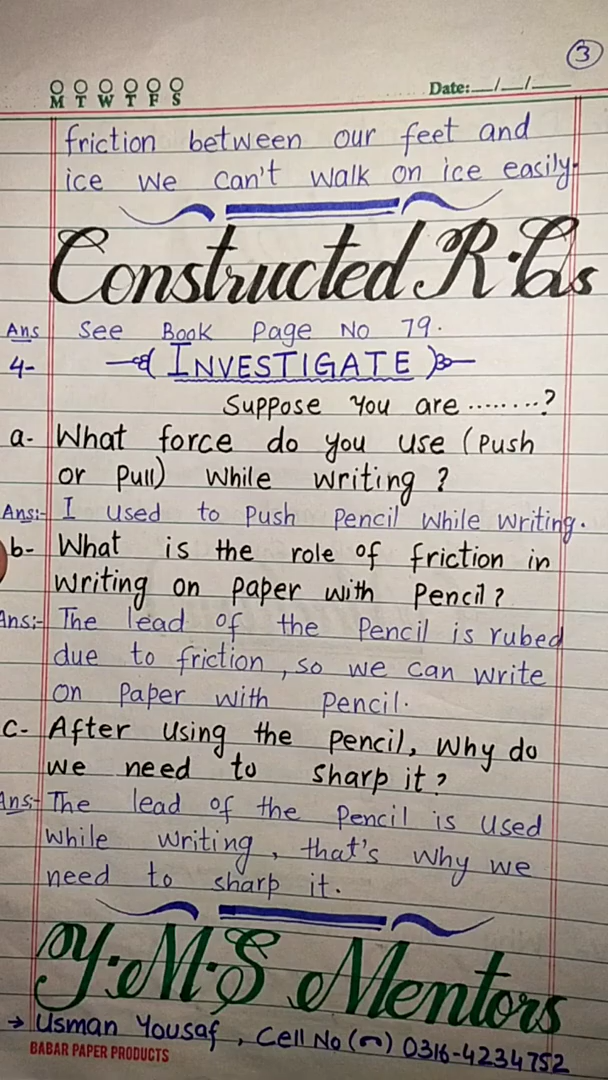 3
M T W T F S
Date:__/__/____
friction between our feet and
ice we can't walk on ice easily.
Constructed R.Qs
Ans See Book Page No 79.
4- INVESTIGATE
Suppose you are ........?
a- What force do you use (Push
or Pull) while writing ?
Ans:- I used to push Pencil while writing.
b- What is the role of friction in
writing on paper with Pencil?
Ans:- The lead of the Pencil is rubed
due to friction, so we can write
on Paper with pencil.
c- After using the pencil, why do
we need to sharp it?
Ans:- The lead of the pencil is used
while writing, that's why we
need to sharp it.
Y.M.S Mentors
→ Usman Yousaf, Cell No () 0316-4234752
BABAR PAPER PRODUCTS